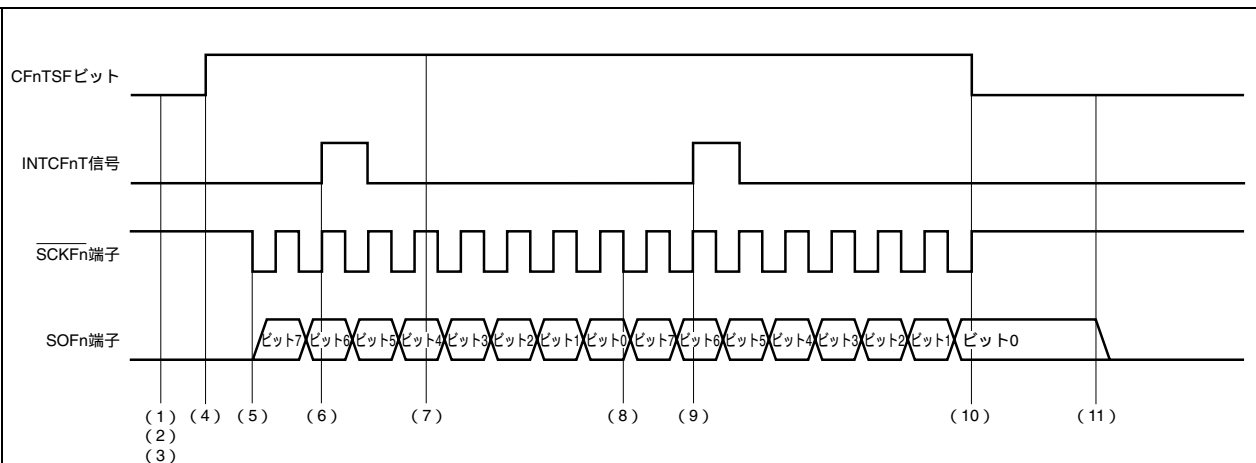 CFnTSFビット
INTCFnT信号
SCKFn端子
SOFn端子
ビット7 ビット6 ビット5 ビット4 ビット3 ビット2 ビット1 ビット0 ビット7 ビット6 ビット5 ビット4 ビット3 ビット2 ビット1 ビット0
(1) (4) (5) (6) (7) (8) (9) (10) (11)
(2)
(3)